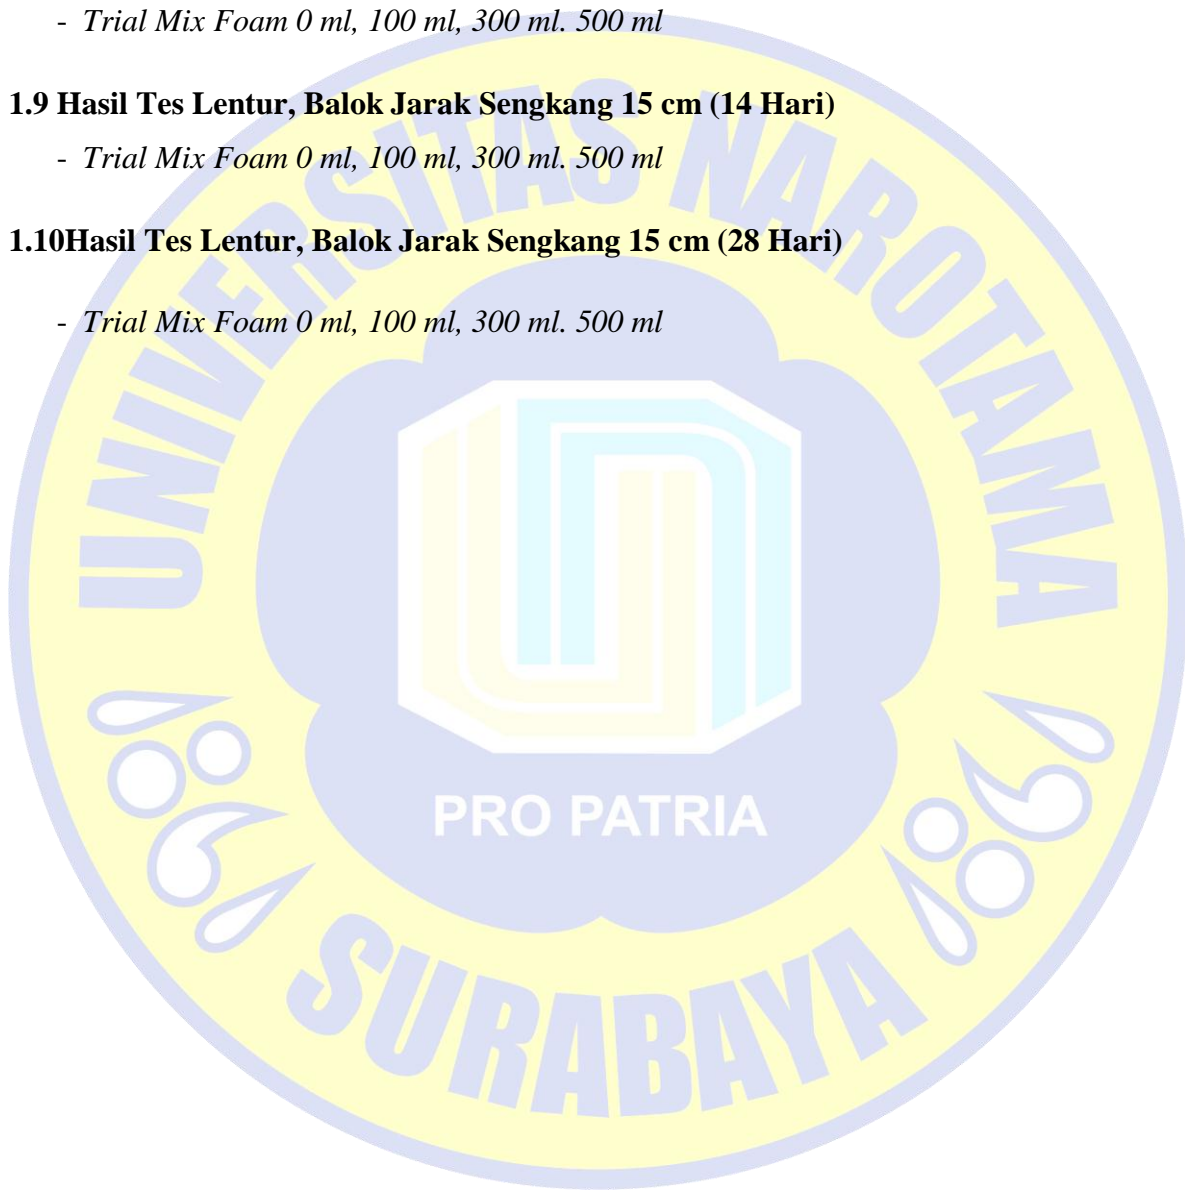 - Trial Mix Foam 0 ml, 100 ml, 300 ml. 500 ml
1.9 Hasil Tes Lentur, Balok Jarak Sengkang 15 cm (14 Hari)
- Trial Mix Foam 0 ml, 100 ml, 300 ml. 500 ml
1.10Hasil Tes Lentur, Balok Jarak Sengkang 15 cm (28 Hari)
- Trial Mix Foam 0 ml, 100 ml, 300 ml. 500 ml
UNIVERSITAS NAROTAMA
PRO PATRIA
SURABAYA